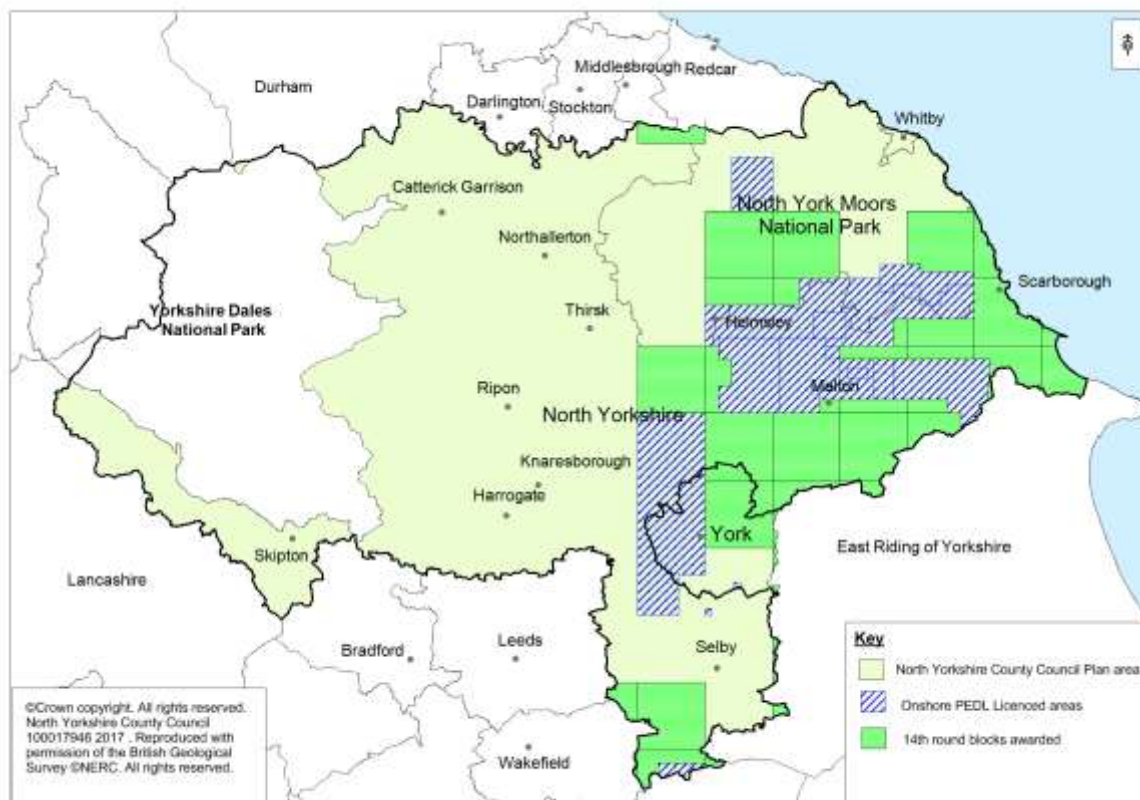 Middlesbrough
Redcar
Durham
Darlington
Stockton
Whitby
Catterick Garrison
North York Moors
National Park
Northallerton
Scarborough
Yorkshire Dales
National Park
Thirsk
Helmsley
Ripon
Malton
North Yorkshire
Knaresborough
Harrogate
York
East Riding of Yorkshire
Skipton
Lancashire
Bradford
Leeds
Selby
Wakefield
Key
North Yorkshire County Council Plan area
Onshore PEDL Licenced areas
14th round blocks awarded
©Crown copyright. All rights reserved.
North Yorkshire County Council
100017946 2017 . Reproduced with
permission of the British Geological
Survey ©NERC. All rights reserved.